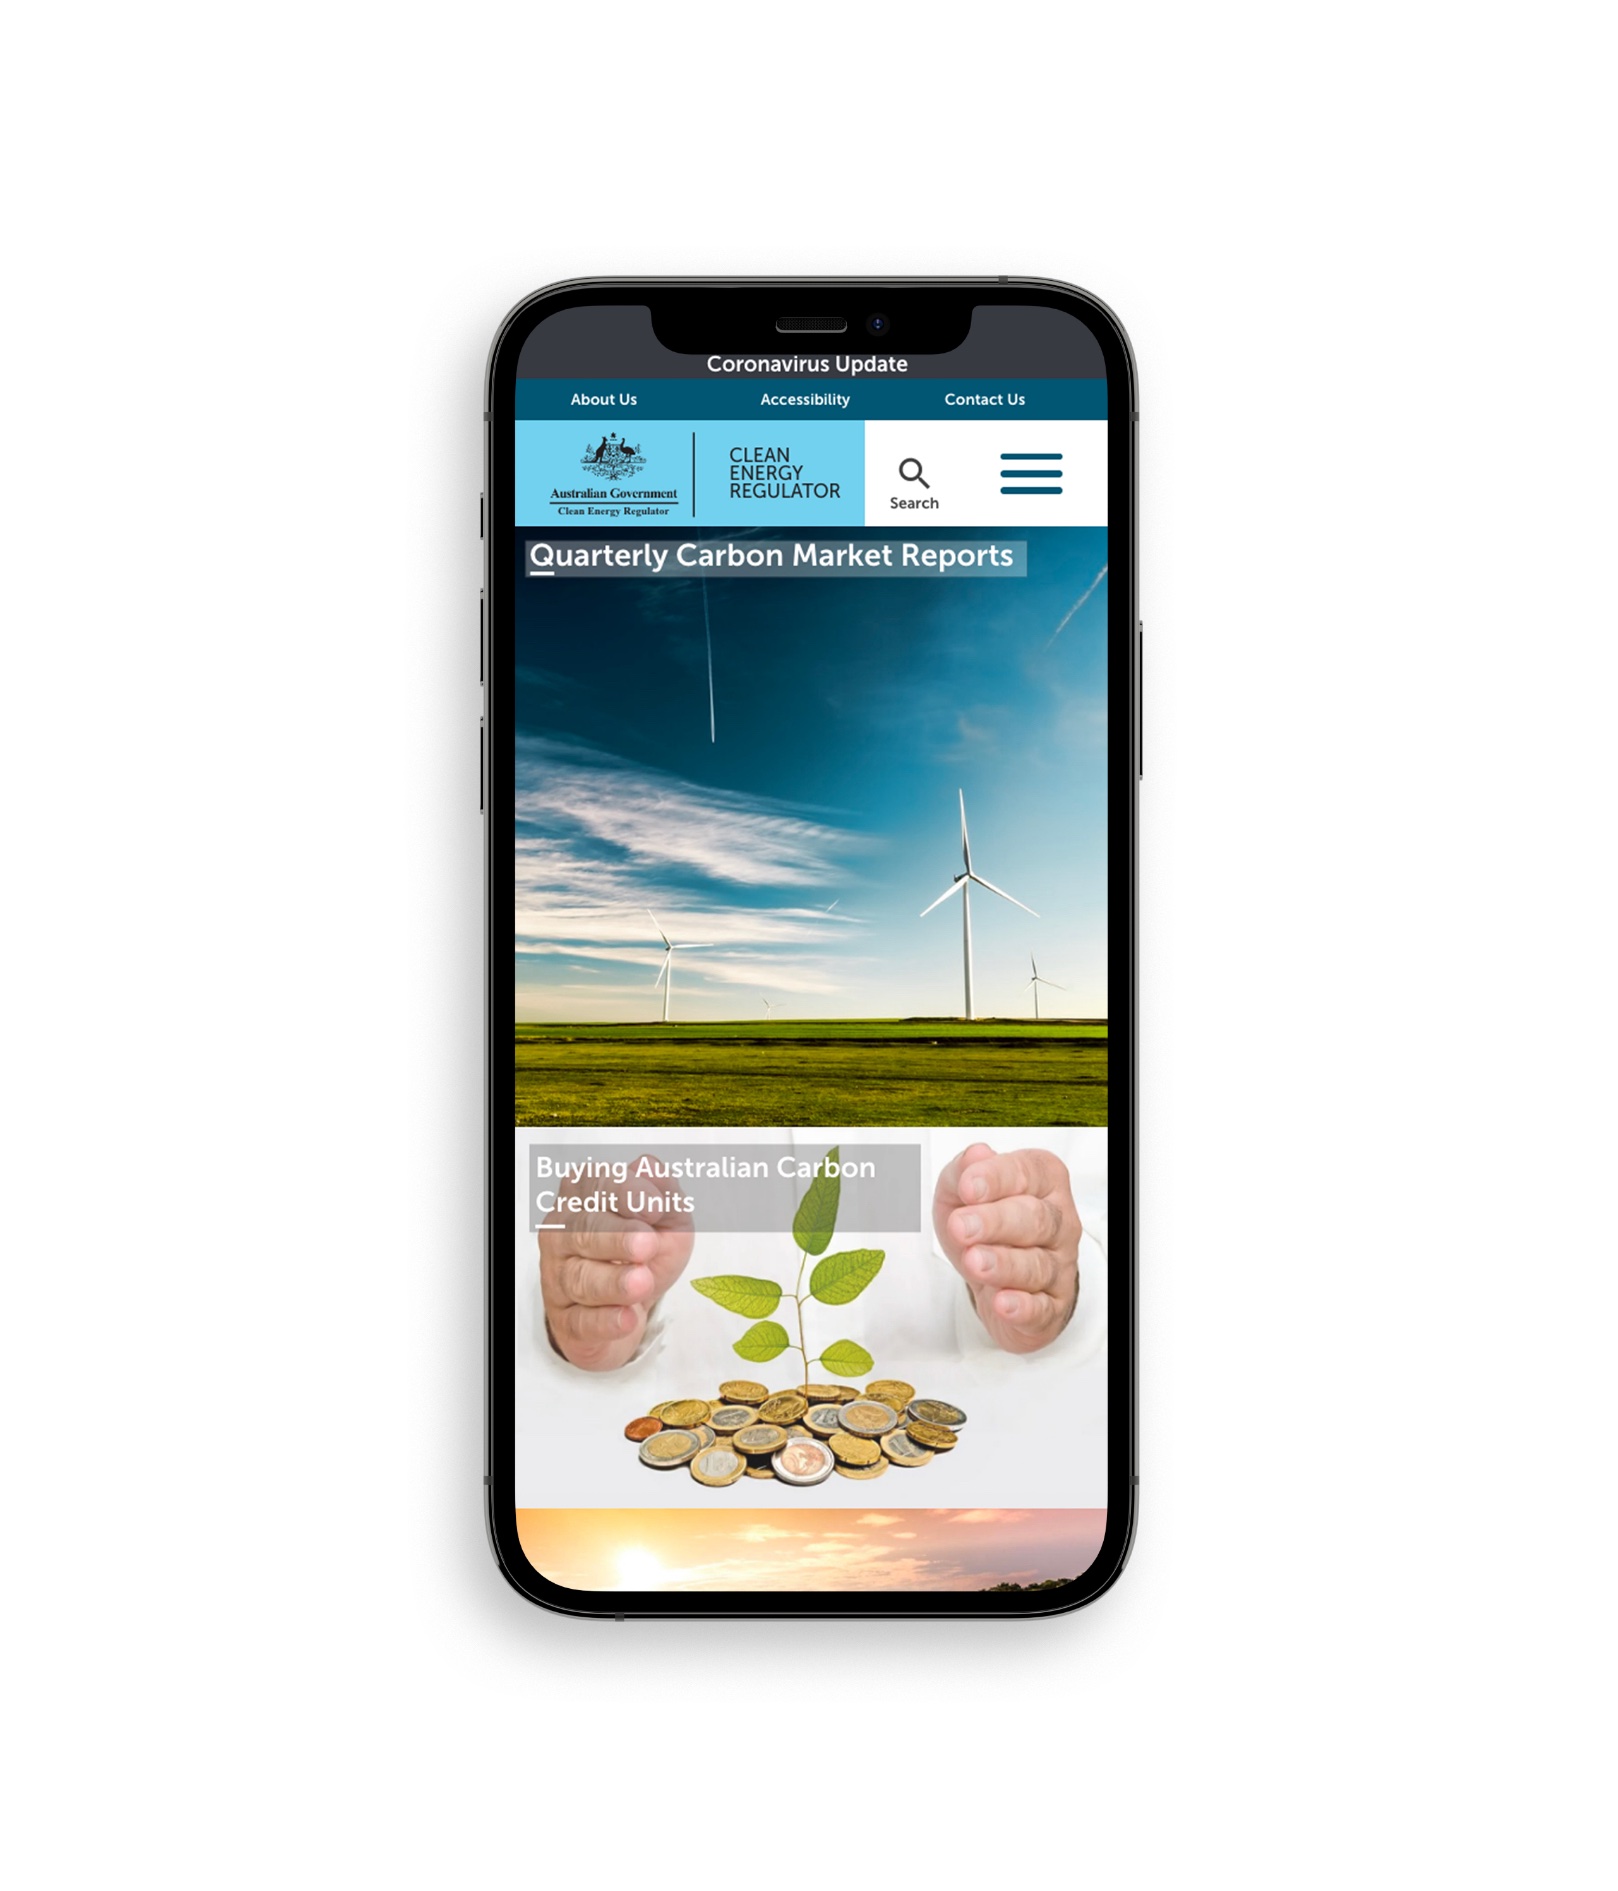 Coronavirus Update
About Us Accessibility Contact Us
Australian Government
Clean Energy Regulator
CLEAN
ENERGY
REGULATOR
Search
Quarterly Carbon Market Reports
Buying Australian Carbon
Credit Units